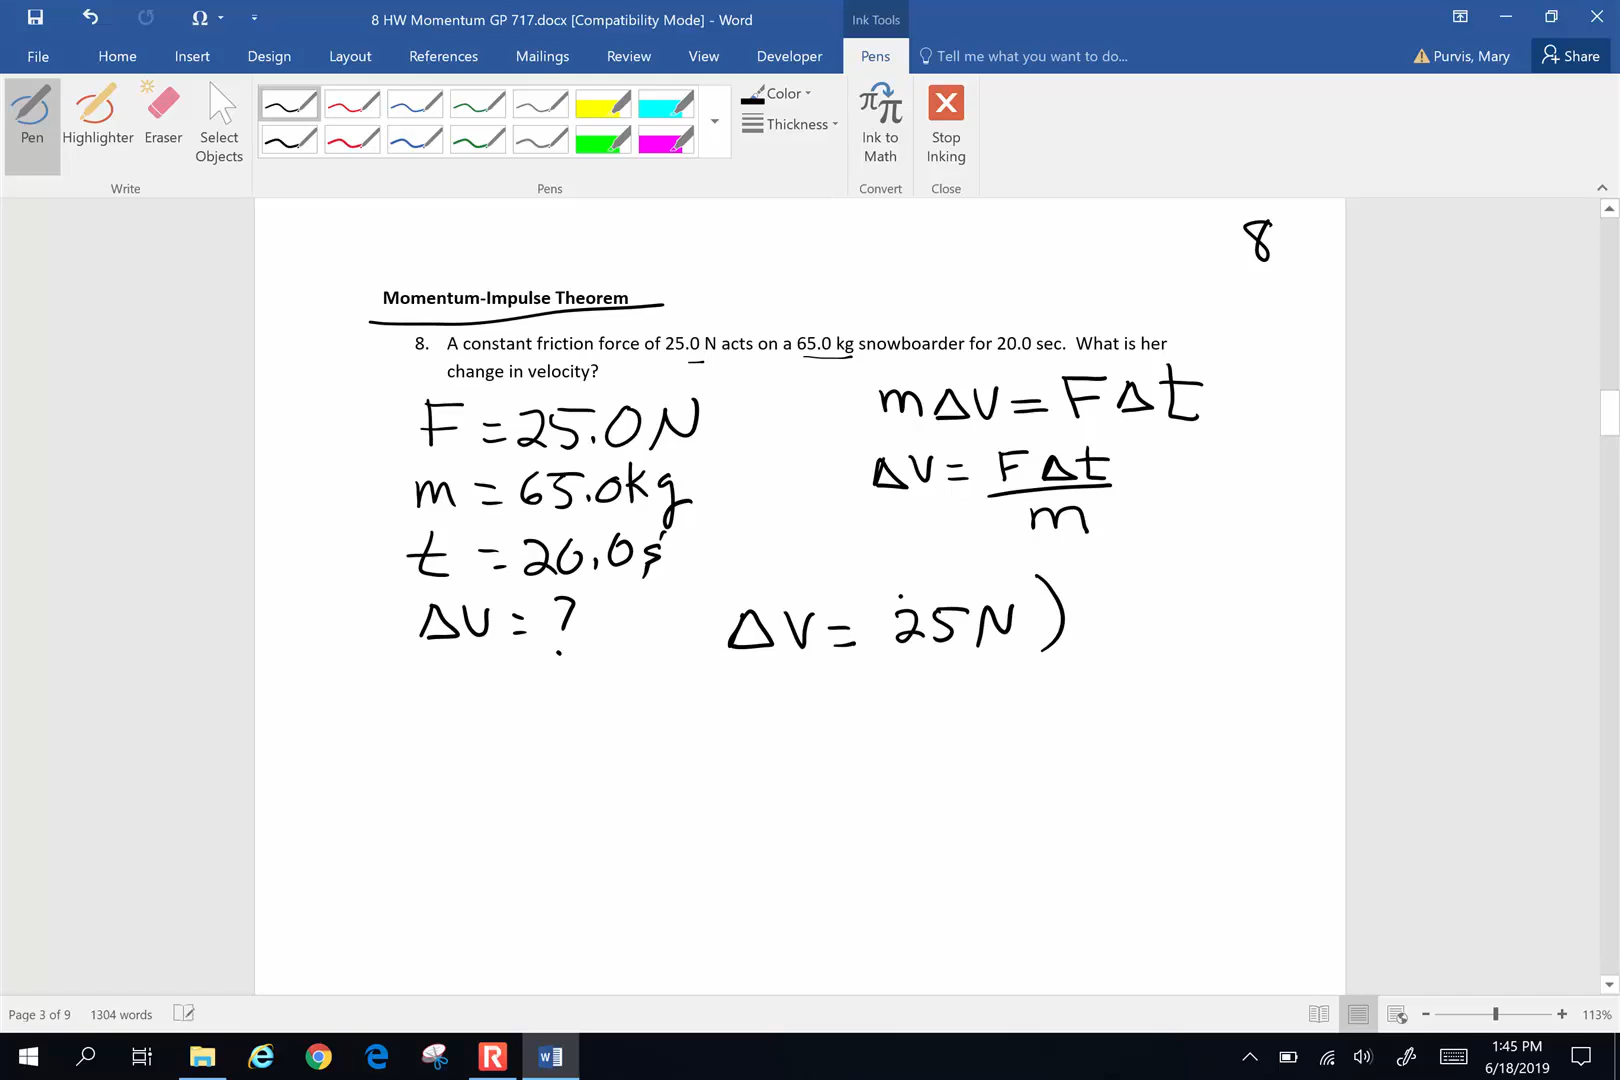 8 HW Momentum GP 717.docx [Compatibility Mode] - Word
Ink Tools
File Home Insert Design Layout References Mailings Review View Developer Pens Tell me what you want to do... Purvis, Mary Share
Pen Highlighter Eraser Select Objects
Color
Thickness
Ink to Math
Stop Inking
Write Pens Convert Close
8
Momentum-Impulse Theorem
8. A constant friction force of 25.0 N acts on a 65.0 kg snowboarder for 20.0 sec. What is her
change in velocity?
F = 25.0 N
m = 65.0 kg
t = 20.0 s
ΔV = ?
mΔV = FΔt
ΔV = FΔt/m
ΔV = 25 N )
Page 3 of 9 1304 words
113%
1:45 PM
6/18/2019